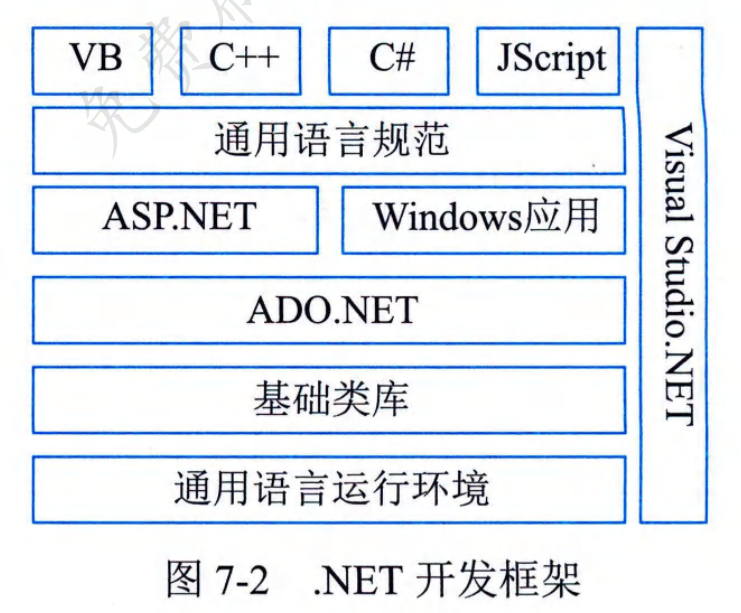 免费
VB C++ C# JScript
通用语言规范
ASP.NET Windows应用
ADO.NET
基础类库
通用语言运行环境
Visual Studio.NET
图 7-2 .NET 开发框架